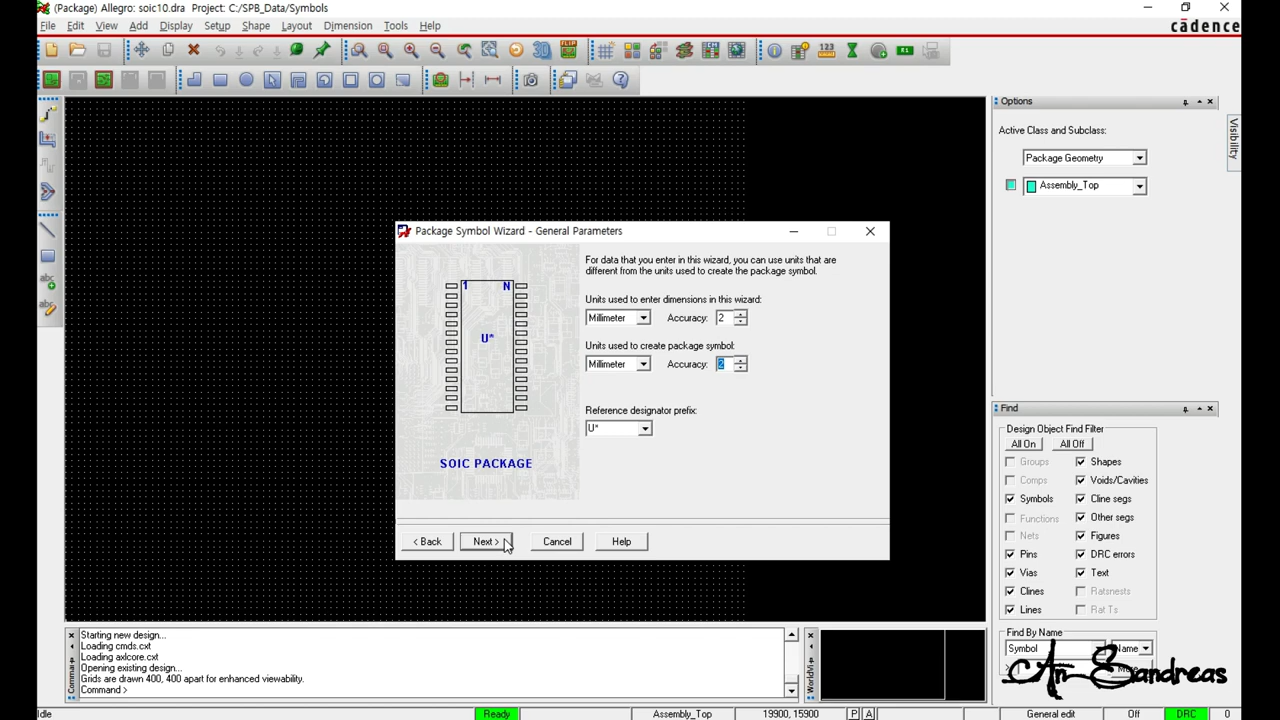 (Package) Allegro: soic10.dra Project: C:/SPB_Data/Symbols
File Edit View Add Display Setup Shape Layout Dimension Tools Help
cādence
Options
Active Class and Subclass:
Package Geometry
Assembly_Top
Visibility
Package Symbol Wizard - General Parameters
For data that you enter in this wizard, you can use units that are
different from the units used to create the package symbol.
Units used to enter dimensions in this wizard:
Millimeter Accuracy: 2
Units used to create package symbol:
Millimeter Accuracy: 2
Reference designator prefix:
U*
1 N
U*
SOIC PACKAGE
< Back Next > Cancel Help
Find
Design Object Find Filter
All On All Off
Groups Shapes
Comps Voids/Cavities
Symbols Cline segs
Functions Other segs
Nets Figures
Pins DRC errors
Vias Text
Clines Ratsnests
Lines Rat Ts
Find By Name
Symbol Name
An Sandreas
Starting new design...
Loading cmds.cxt
Loading axlcore.cxt
Opening existing design...
Grids are drawn 400, 400 apart for enhanced viewability.
Command >
Idle Ready Assembly_Top 19900, 15900 P A General edit Off DRC 0